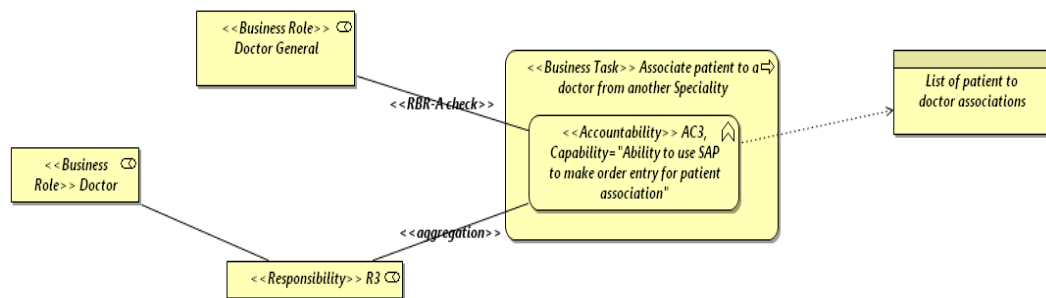 <<Business Role>>
Doctor General
<<Business Task>> Associate patient to a
doctor from another Speciality
List of patient to
doctor associations
<<RBR-A check>>
<<Accountability>> AC3,
Capability="Ability to use SAP
to make order entry for patient
association"
<<Business
Role>> Doctor
<<aggregation>>
<<Responsibility>> R3